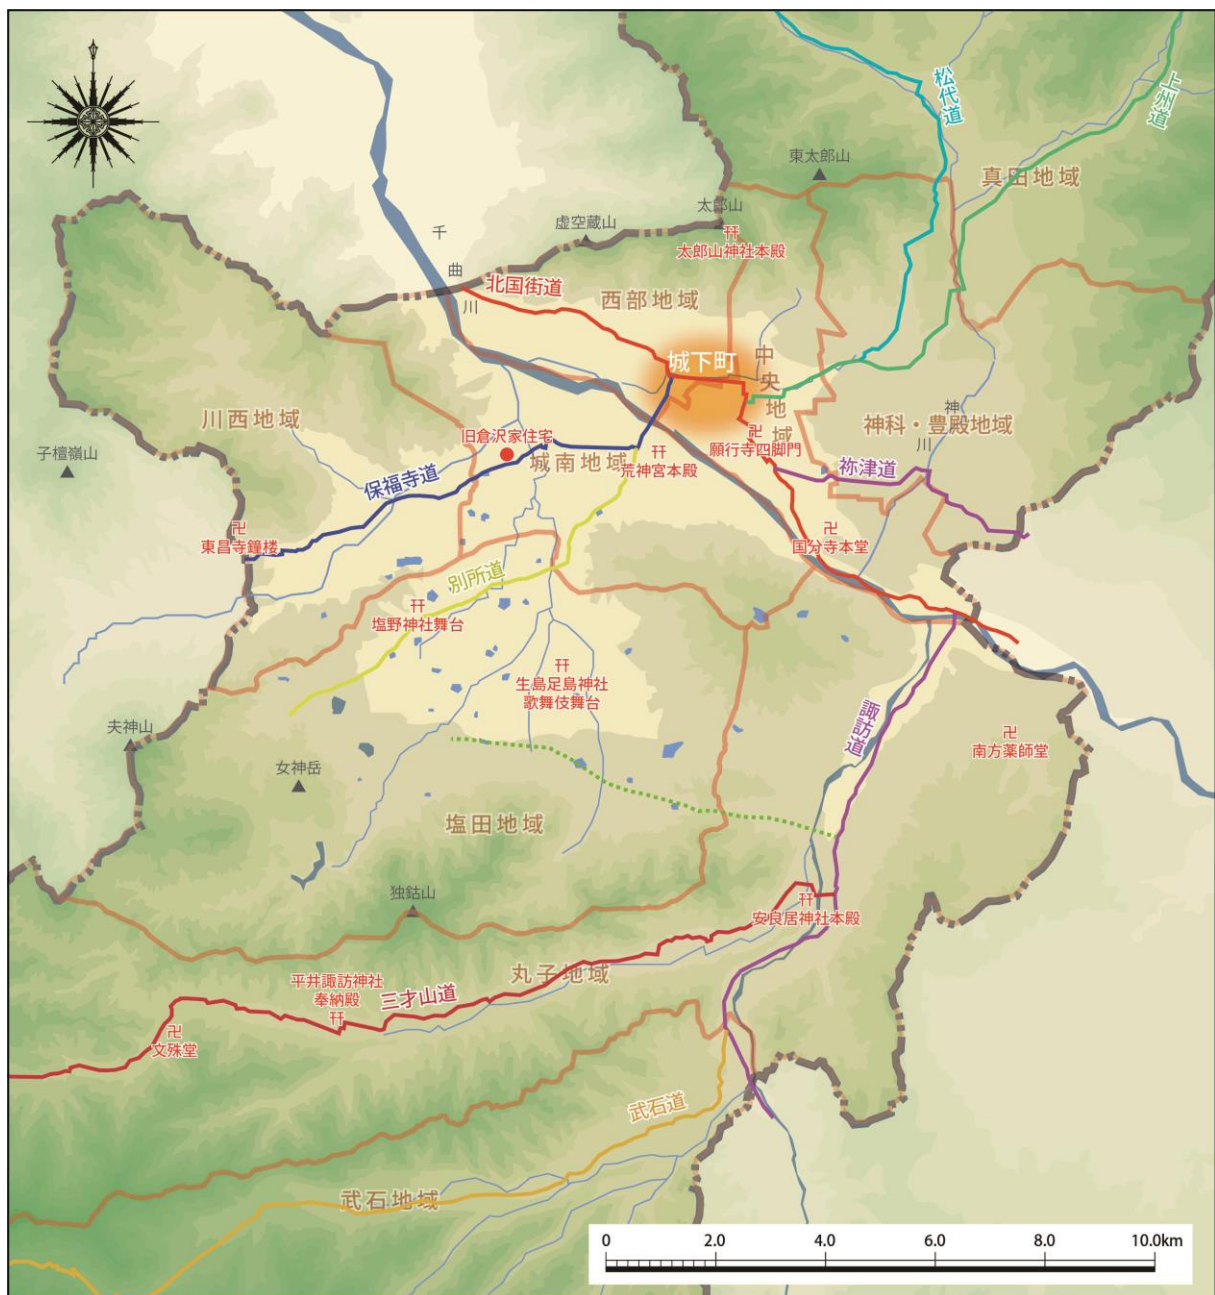 松代道
上州道
東太郎山
真田地域
太郎山
卍
太郎山神社本殿
虚空蔵山
千曲川
北国街道
西部地域
城下町
中央地域
神川
神科・豊殿地域
川西地域
子檀嶺山
旧倉沢家住宅
城南地域
荒神宮本殿
卍
願行寺四脚門
祢津道
保福寺道
卍
東昌寺鐘楼
卍
国分寺本堂
別所道
塩野神社舞台
生島足島神社
歌舞伎舞台
諏訪道
卍
南方薬師堂
夫神山
女神岳
塩田地域
独鈷山
安良居神社本殿
丸子地域
平井諏訪神社
奉納殿
三才山道
卍
文殊堂
武石道
武石地域
0 2.0 4.0 6.0 8.0 10.0km